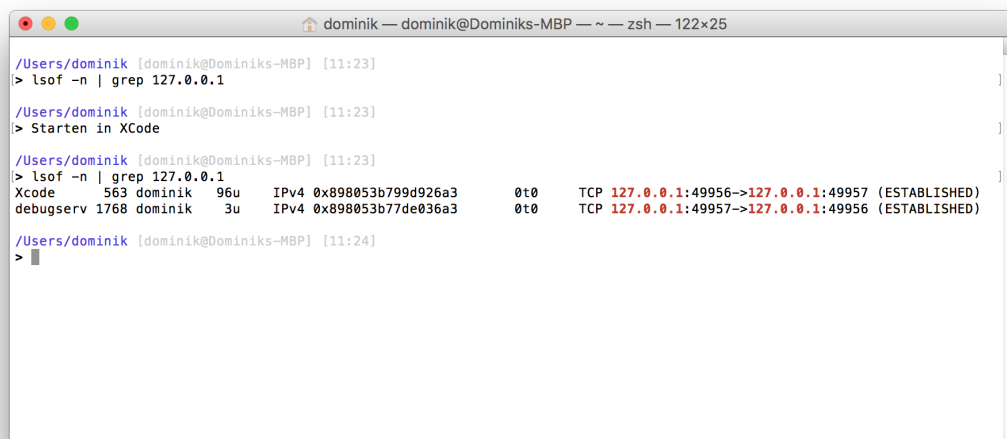 dominik — dominik@Dominiks-MBP — ~ — zsh — 122×25
/Users/dominik [dominik@Dominiks-MBP] [11:23]
[> lsof -n | grep 127.0.0.1 ]
/Users/dominik [dominik@Dominiks-MBP] [11:23]
[> Starten in XCode ]
/Users/dominik [dominik@Dominiks-MBP] [11:23]
[> lsof -n | grep 127.0.0.1 ]
Xcode 563 dominik 96u IPv4 0x898053b799d926a3 0t0 TCP 127.0.0.1:49956->127.0.0.1:49957 (ESTABLISHED)
debugserv 1768 dominik 3u IPv4 0x898053b77de036a3 0t0 TCP 127.0.0.1:49957->127.0.0.1:49956 (ESTABLISHED)
/Users/dominik [dominik@Dominiks-MBP] [11:24]
>